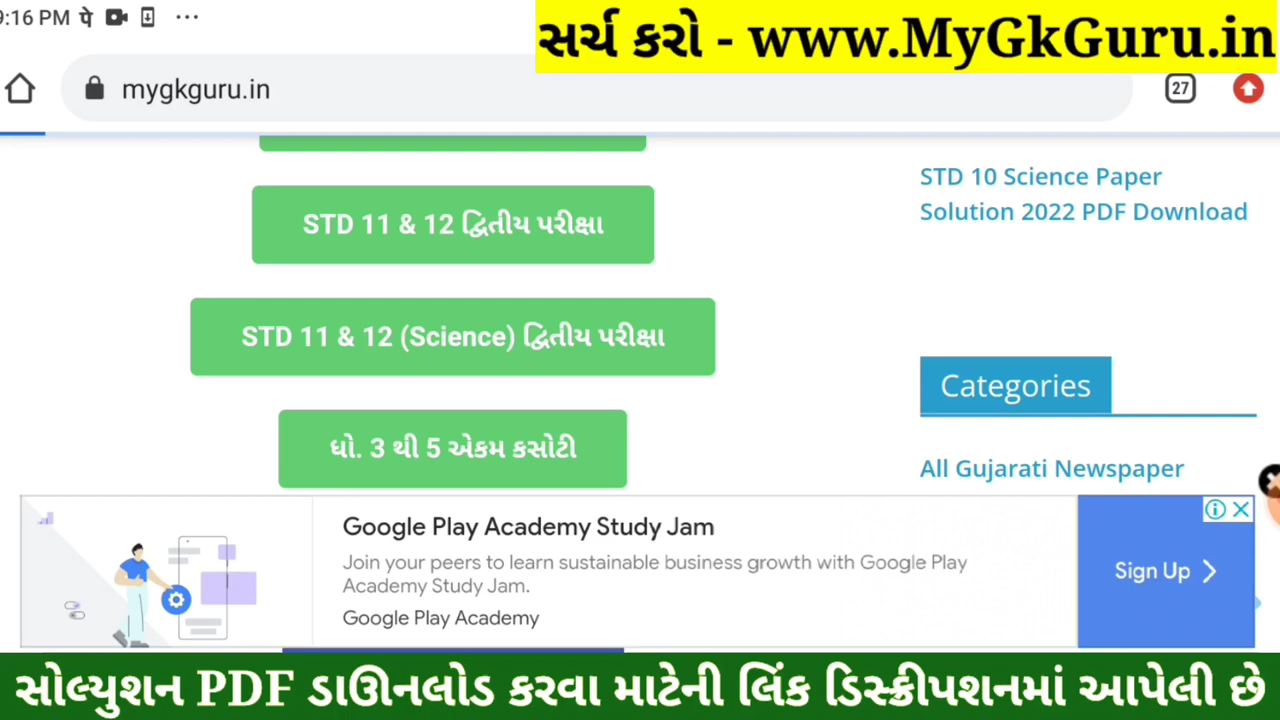 9:16 PM पे ...
સર્ચ કરો - www.MyGkGuru.in
mygkguru.in
27
STD 11 & 12 દ્વિતીય પરીક્ષા
STD 11 & 12 (Science) દ્વિતીય પરીક્ષા
ધો. 3 થી 5 એકમ કસોટી
STD 10 Science Paper
Solution 2022 PDF Download
Categories
All Gujarati Newspaper
Google Play Academy Study Jam
Join your peers to learn sustainable business growth with Google Play
Academy Study Jam.
Google Play Academy
Sign Up
સોલ્યુશન PDF ડાઊનલોડ કરવા માટેની લિંક ડિસ્ક્રીપશનમાં આપેલી છે